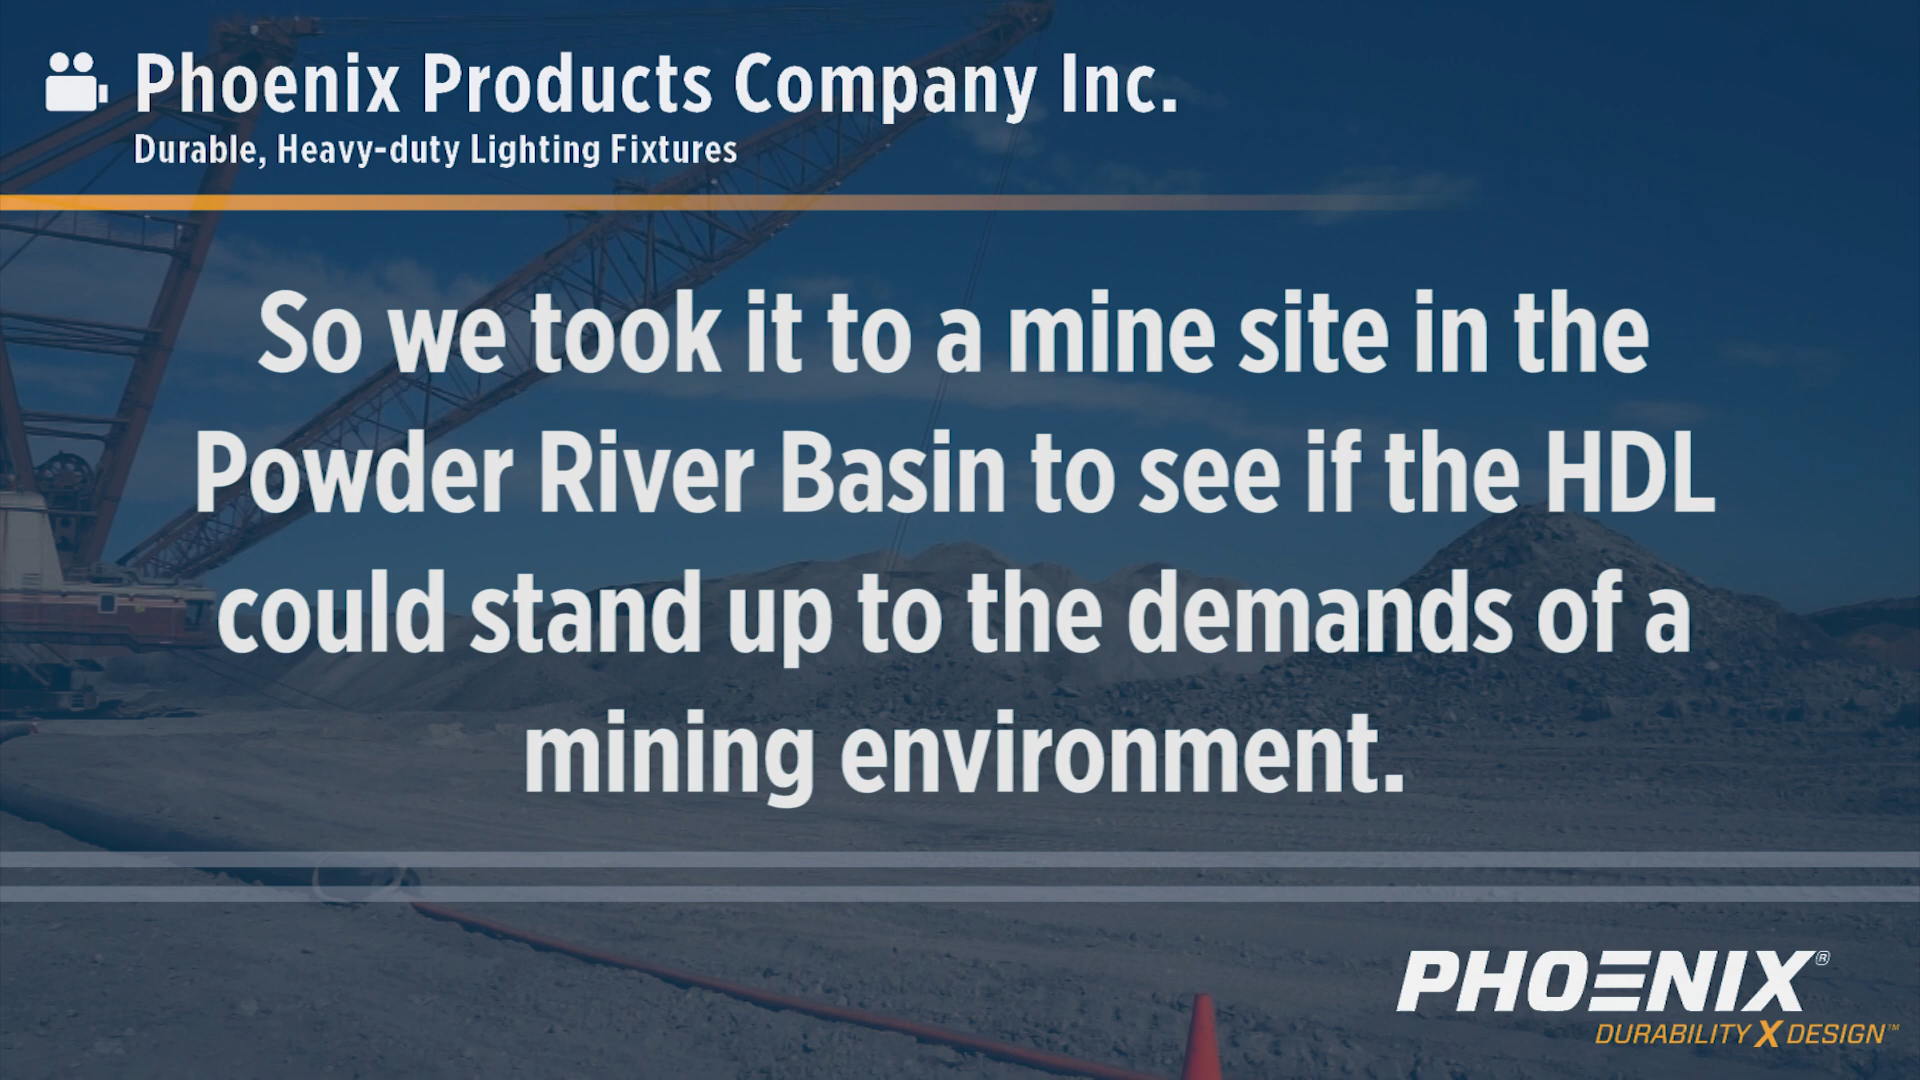 Phoenix Products Company Inc.
Durable, Heavy-duty Lighting Fixtures
So we took it to a mine site in the
Powder River Basin to see if the HDL
could stand up to the demands of a
mining environment.
PHOENIX®
DURABILITY X DESIGN™